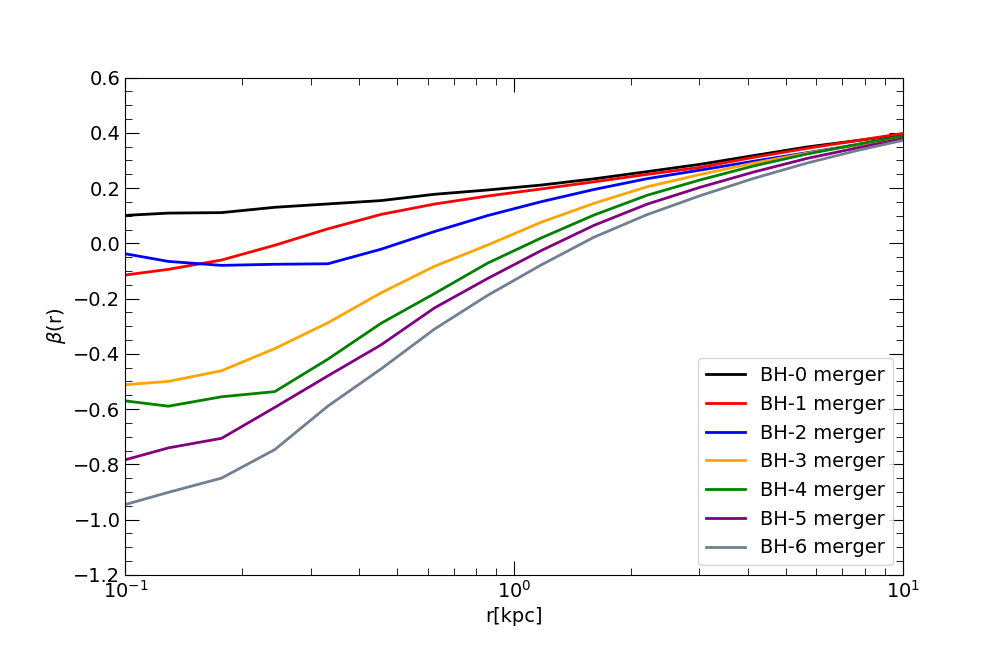 0.6
0.4
0.2
0.0
−0.2
−0.4
−0.6
−0.8
−1.0
−1.2
β(r)
BH-0 merger
BH-1 merger
BH-2 merger
BH-3 merger
BH-4 merger
BH-5 merger
BH-6 merger
10⁻¹ 10⁰ 10¹
r[kpc]